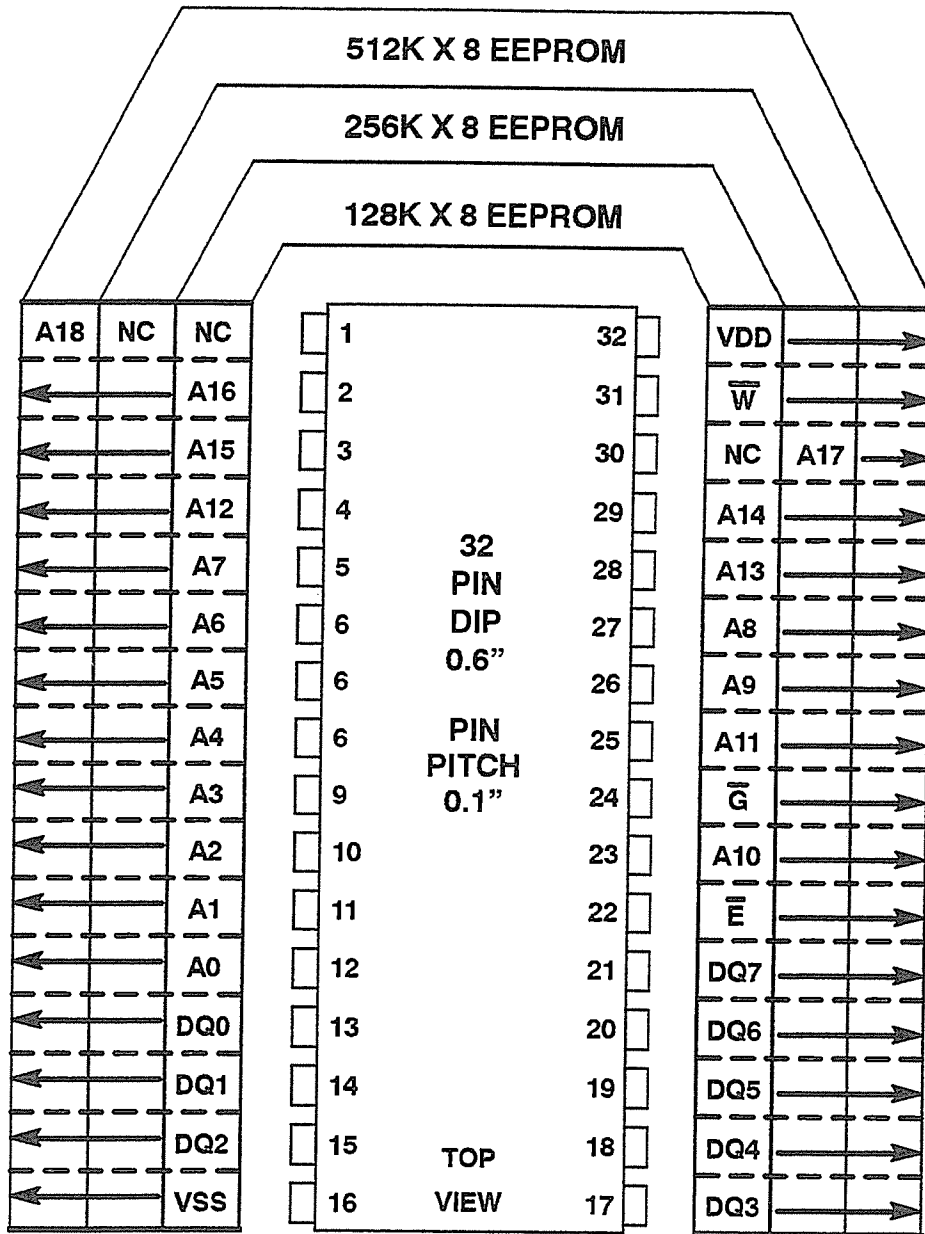 512K X 8 EEPROM
256K X 8 EEPROM
128K X 8 EEPROM
A18 NC NC 1 32 VDD
A16 2 31 W̅
A15 3 30 NC A17
A12 4 29 A14
A7 5 28 A13
A6 6 27 A8
A5 6 26 A9
A4 6 25 A11
A3 9 24 G̅
A2 10 23 A10
A1 11 22 E̅
A0 12 21 DQ7
DQ0 13 20 DQ6
DQ1 14 19 DQ5
DQ2 15 18 DQ4
VSS 16 17 DQ3
32
PIN
DIP
0.6”
PIN
PITCH
0.1”
TOP
VIEW